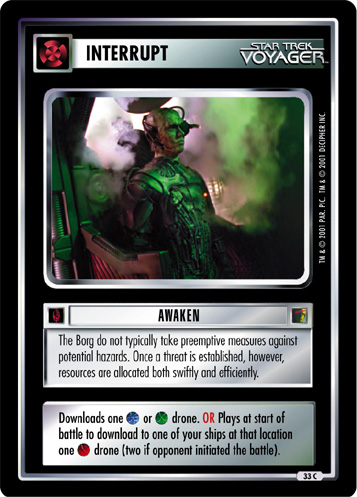 INTERRUPT
STAR TREK
VOYAGER
TM & © 2001 PAR. PIC. TM & © 2001 DECIPHER INC.
AWAKEN
The Borg do not typically take preemptive measures against
potential hazards. Once a threat is established, however,
resources are allocated both swiftly and efficiently.
Downloads one or drone. OR Plays at start of
battle to download to one of your ships at that location
one drone (two if opponent initiated the battle).
33 C